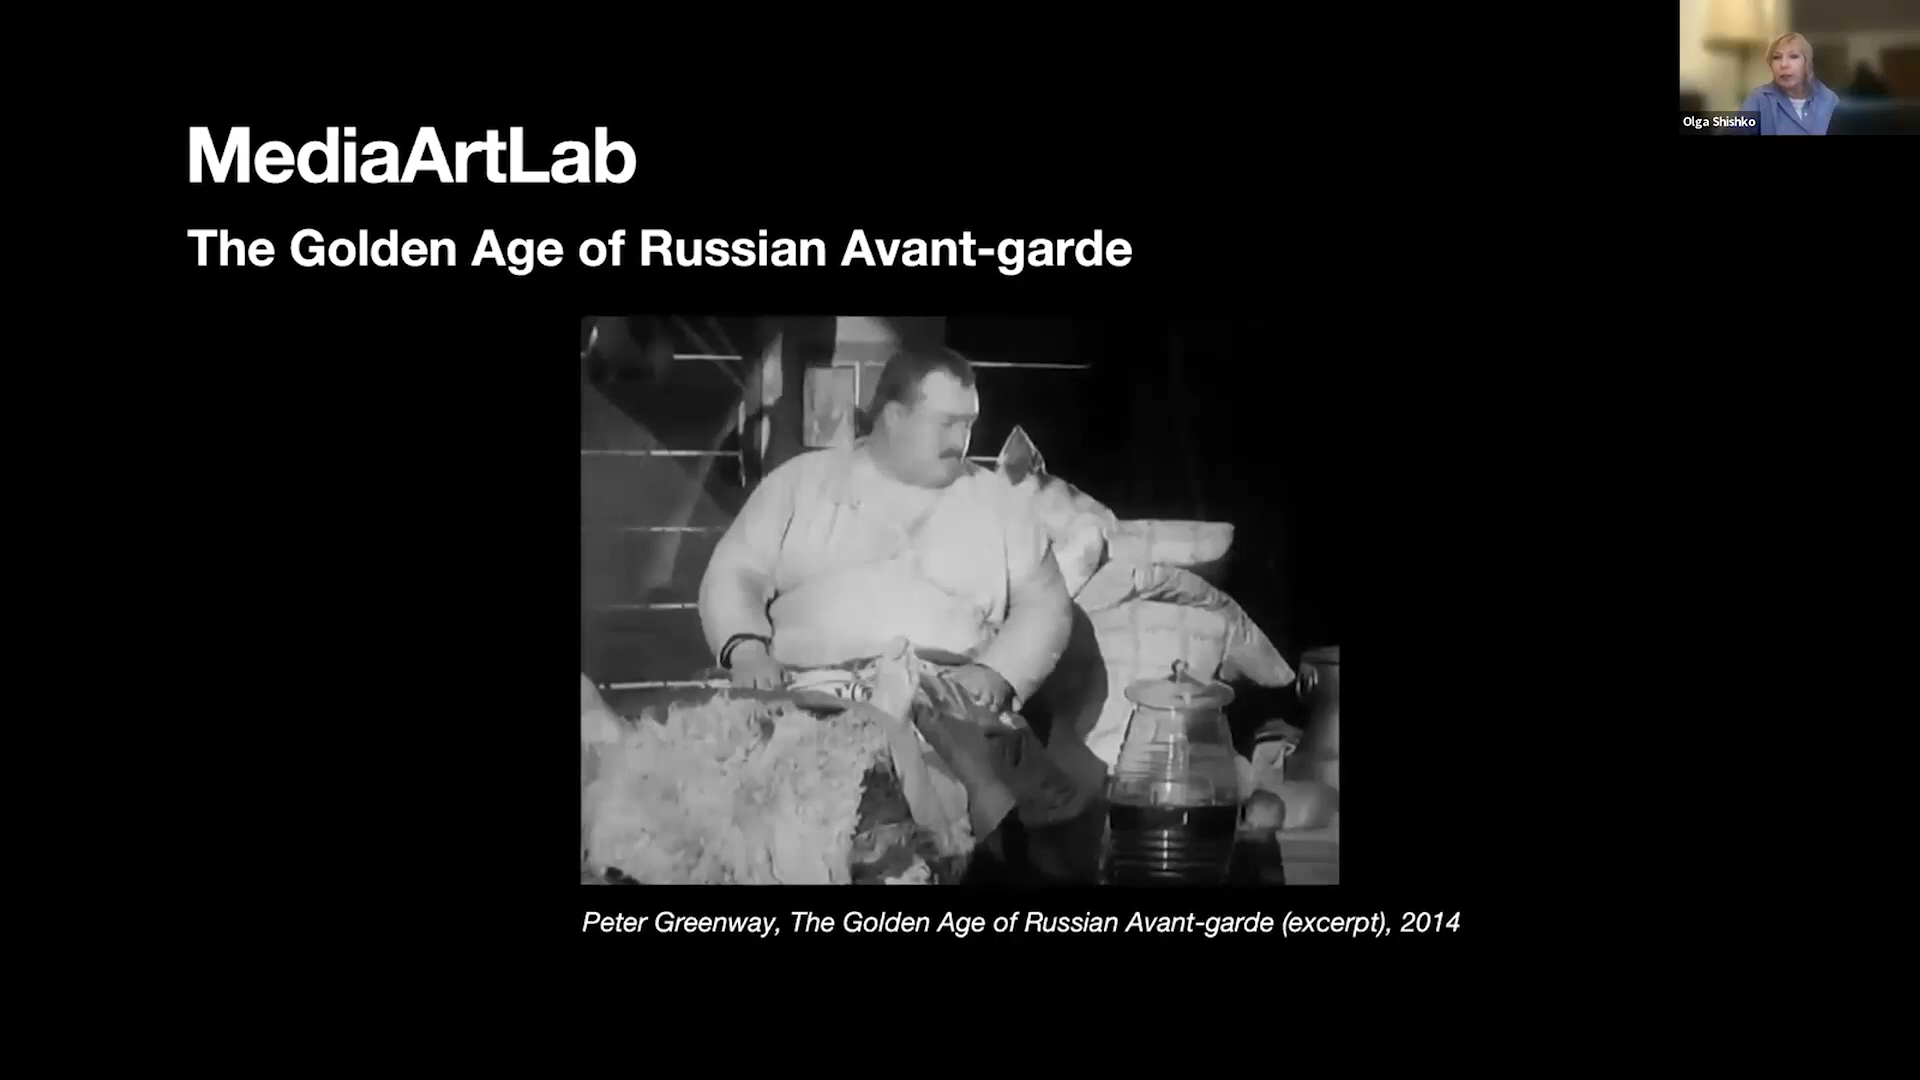 MediaArtLab
The Golden Age of Russian Avant-garde
Peter Greenway, The Golden Age of Russian Avant-garde (excerpt), 2014
Olga Shishko